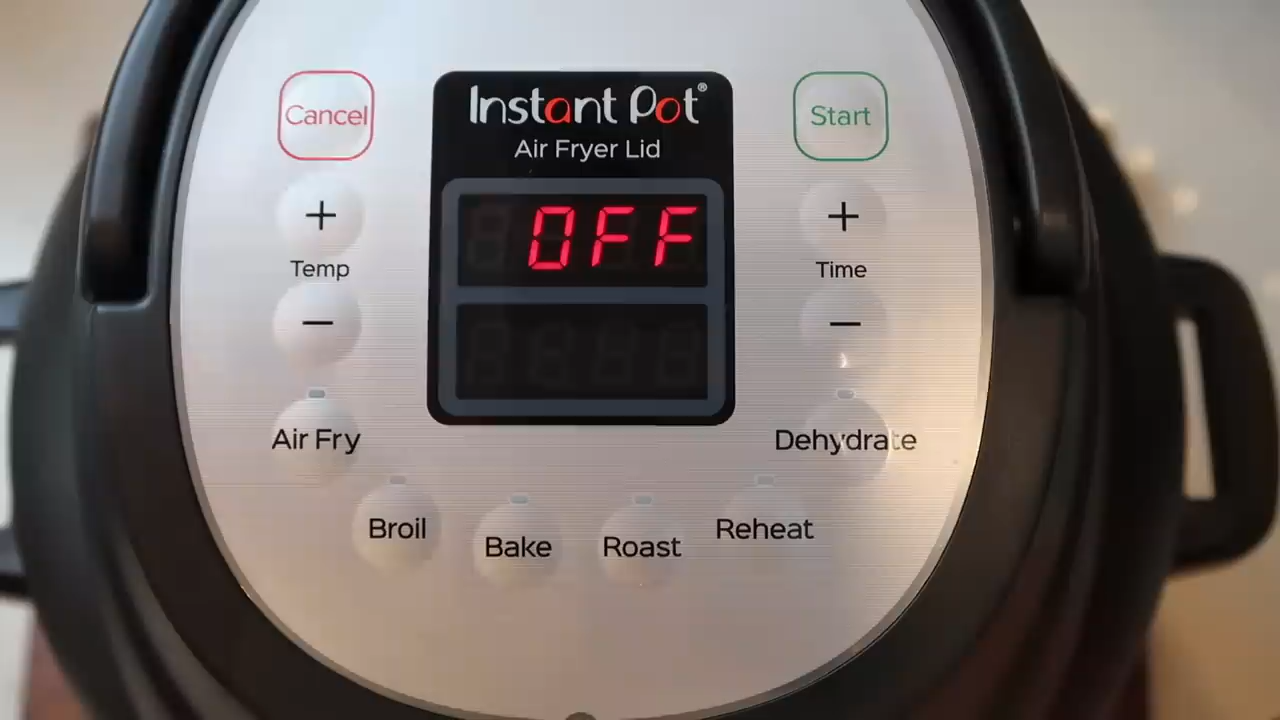 Instant Pot®
Air Fryer Lid
Cancel
Start
OFF
+
Temp
−
+
Time
−
Air Fry
Dehydrate
Broil
Bake
Roast
Reheat